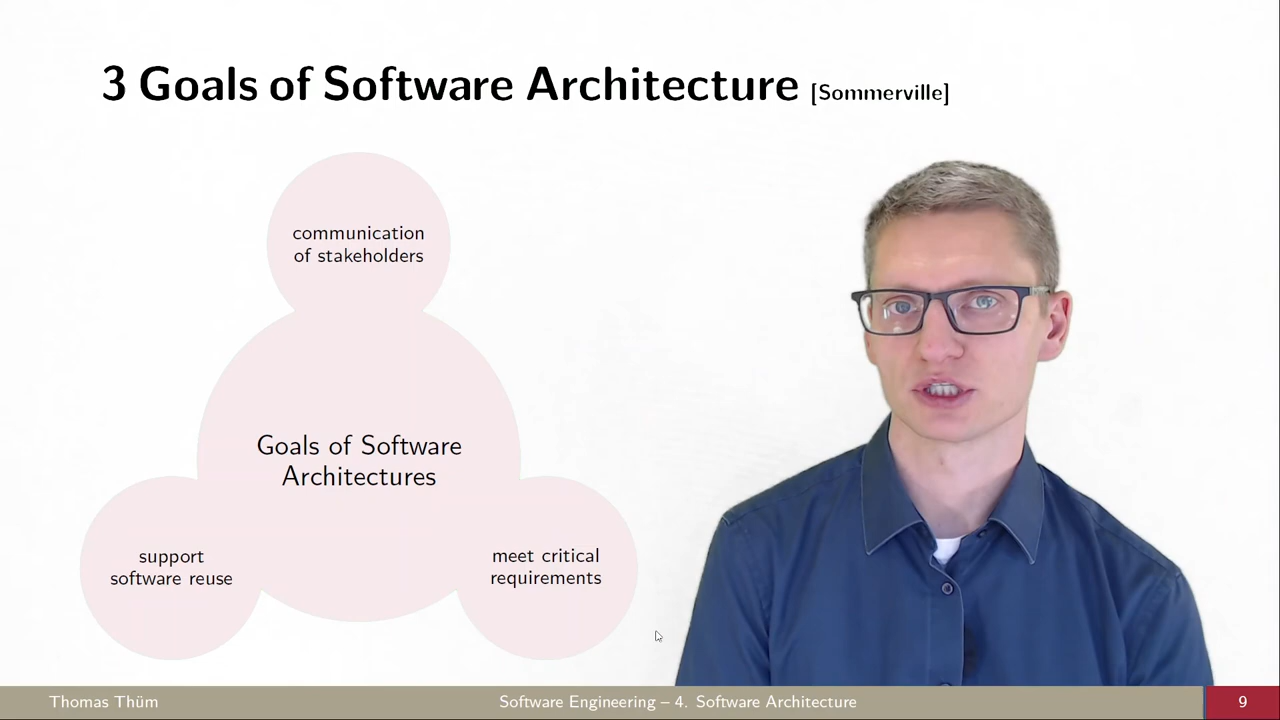 3 Goals of Software Architecture [Sommerville]
communication
of stakeholders
Goals of Software
Architectures
support
software reuse
meet critical
requirements
Thomas Thüm
Software Engineering – 4. Software Architecture
9